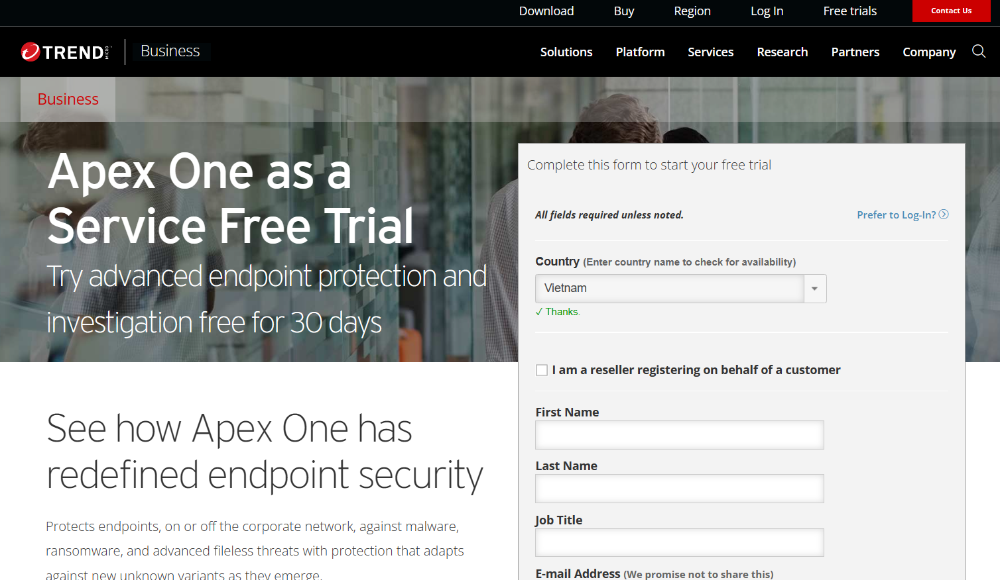 Download Buy Region Log In Free trials Contact Us
TREND MICRO Business Solutions Platform Services Research Partners Company
Business
Apex One as a
Service Free Trial
Try advanced endpoint protection and
investigation free for 30 days
See how Apex One has
redefined endpoint security
Protects endpoints, on or off the corporate network, against malware,
ransomware, and advanced fileless threats with protection that adapts
against new unknown variants as they emerge.
Complete this form to start your free trial
All fields required unless noted. Prefer to Log-In?
Country (Enter country name to check for availability)
Vietnam
✓ Thanks.
I am a reseller registering on behalf of a customer
First Name
Last Name
Job Title
E-mail Address (We promise not to share this)